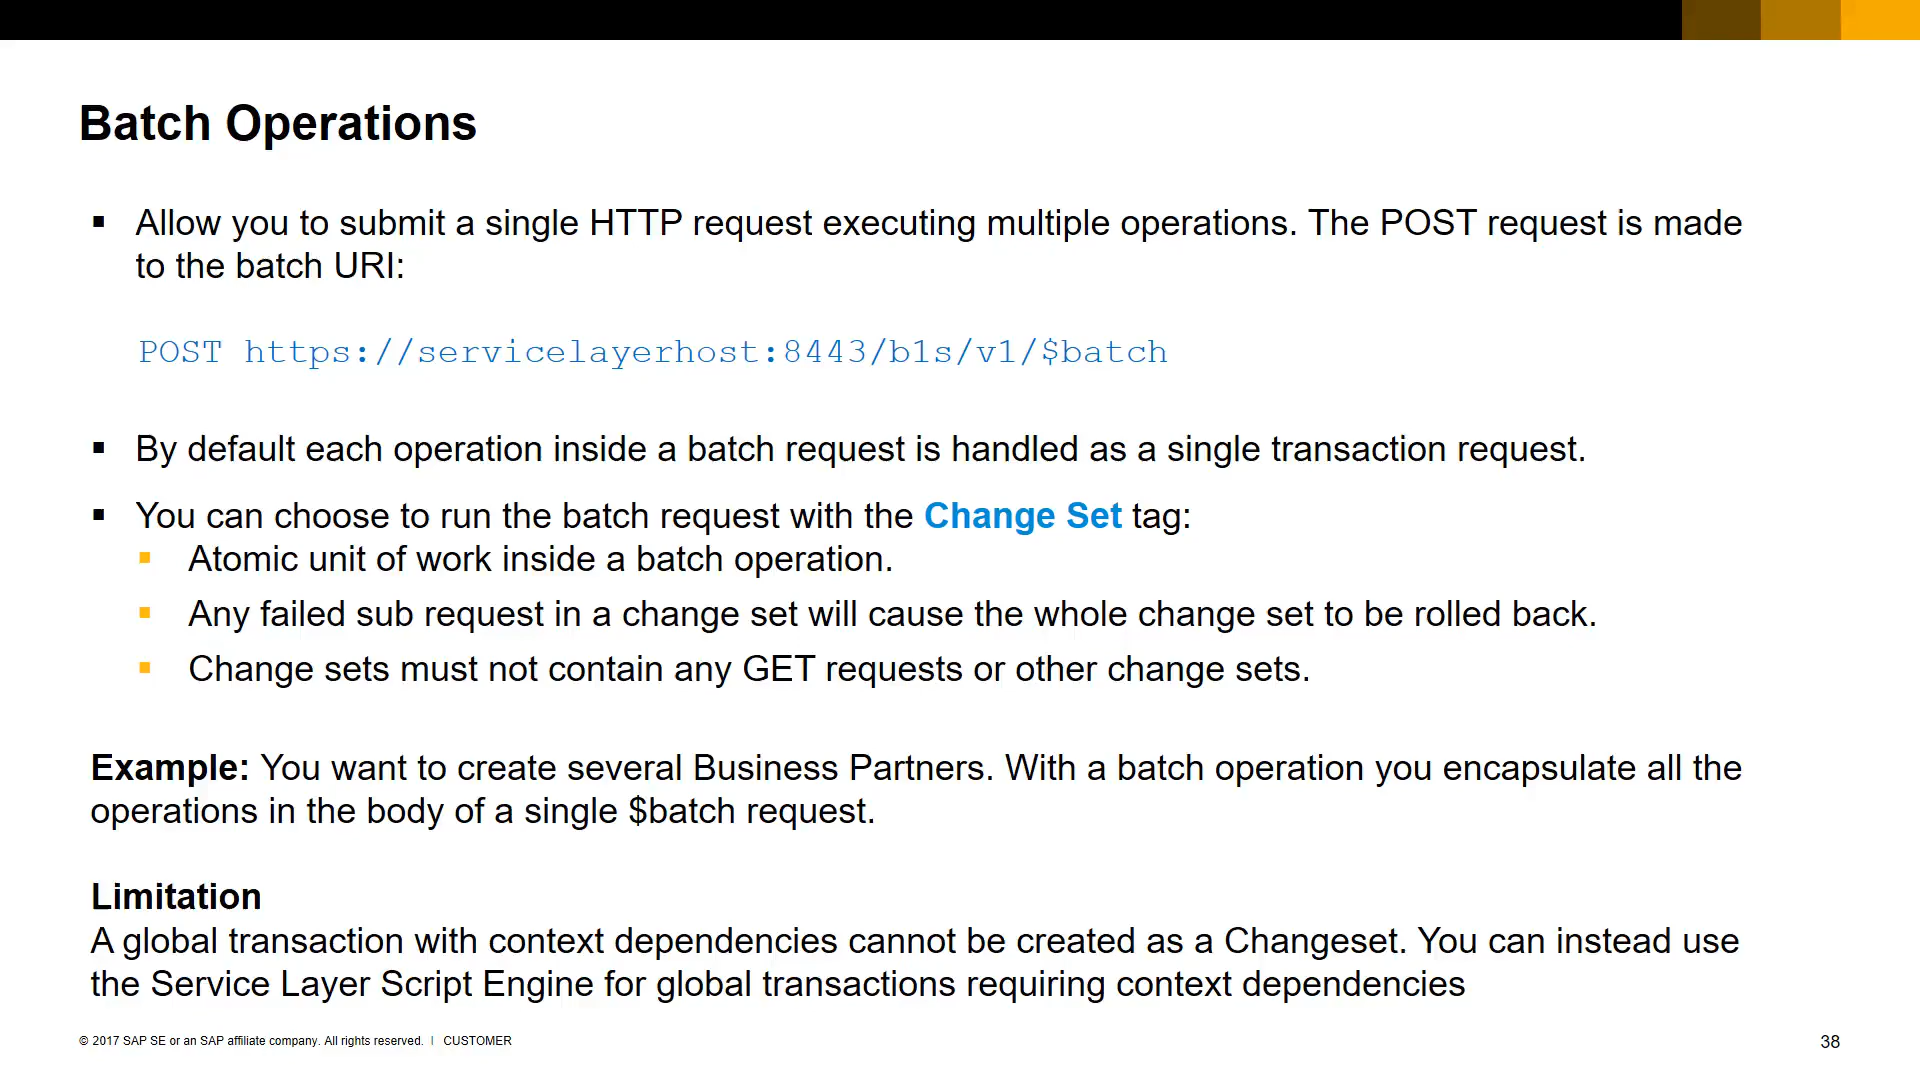 Batch Operations
▪ Allow you to submit a single HTTP request executing multiple operations. The POST request is made
to the batch URI:
POST https://servicelayerhost:8443/b1s/v1/$batch
▪ By default each operation inside a batch request is handled as a single transaction request.
▪ You can choose to run the batch request with the Change Set tag:
▪ Atomic unit of work inside a batch operation.
▪ Any failed sub request in a change set will cause the whole change set to be rolled back.
▪ Change sets must not contain any GET requests or other change sets.
Example: You want to create several Business Partners. With a batch operation you encapsulate all the
operations in the body of a single $batch request.
Limitation
A global transaction with context dependencies cannot be created as a Changeset. You can instead use
the Service Layer Script Engine for global transactions requiring context dependencies
© 2017 SAP SE or an SAP affiliate company. All rights reserved. | CUSTOMER
38